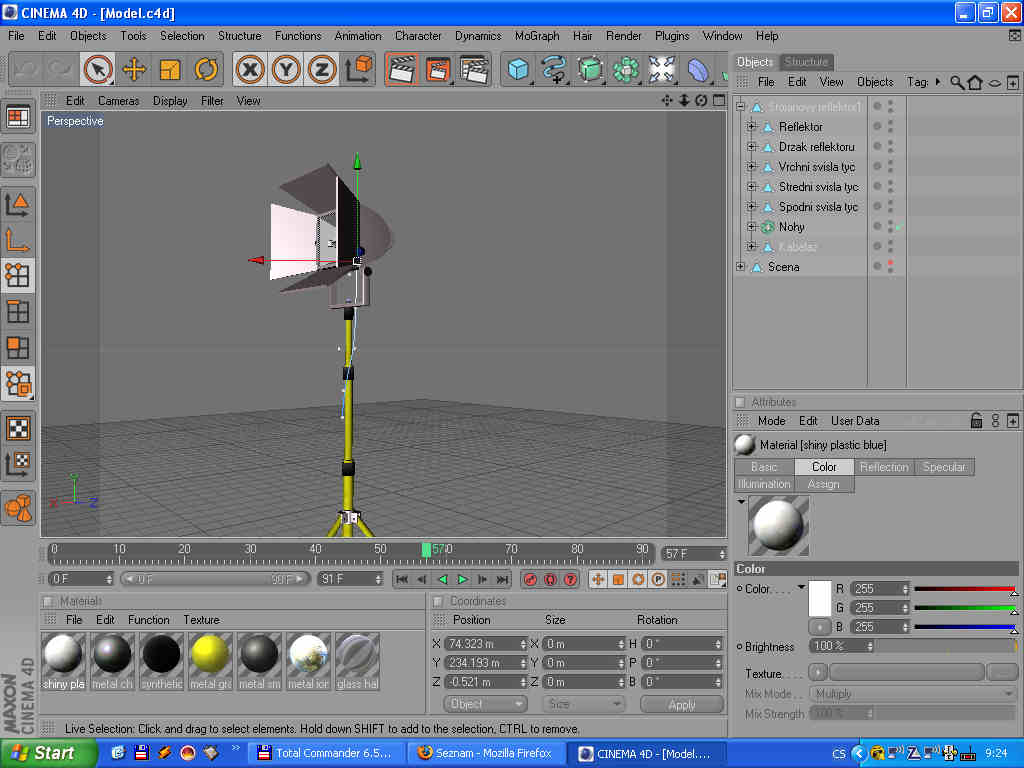 CINEMA 4D - [Model.c4d]
File Edit Objects Tools Selection Structure Functions Animation Character Dynamics MoGraph Hair Render Plugins Window Help
X Y Z
Objects Structure
File Edit View Objects Tag:
Edit Cameras Display Filter View
Perspective
Stojanovy reflektor1
Reflektor
Drzak reflektoru
Vrchni svisla tyc
Stredni svisla tyc
Spodni svisla tyc
Nohy
Kabelaz
Scena
Attributes
Mode Edit User Data
Material [shiny plastic blue]
Basic Color Reflection Specular
Illumination Assign
Y
X Z
0 10 20 30 40 50 570 70 80 90 57 F
0 F 0F 90 F 91 F
Color
Color. . . . R 255
G 255
B 255
Brightness 100 %
Texture. . . .
Mix Mode . . Multiply
Mix Strength 100 %
Materials
File Edit Function Texture
shiny pla metal ch synthetic metal gra metal sm metal ior glass hal
Coordinates
Position Size Rotation
X 74.323 m X 0 m H 0 °
Y 234.193 m Y 0 m P 0 °
Z -0.521 m Z 0 m B 0 °
Object Size Apply
MAXON
CINEMA 4D
Live Selection: Click and drag to select elements. Hold down SHIFT to add to the selection, CTRL to remove.
Start Total Commander 6.5... Seznam - Mozilla Firefox CINEMA 4D - [Model.... CS 9:24